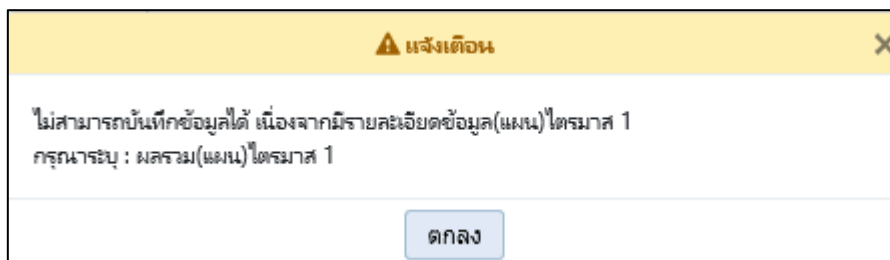 แจ้งเตือน
ไม่สามารถบันทึกข้อมูลได้ เนื่องจากมีรายละเอียดข้อมูล(แผน)ไตรมาส 1
กรุณาระบุ : ผลรวม(แผน)ไตรมาส 1
ตกลง